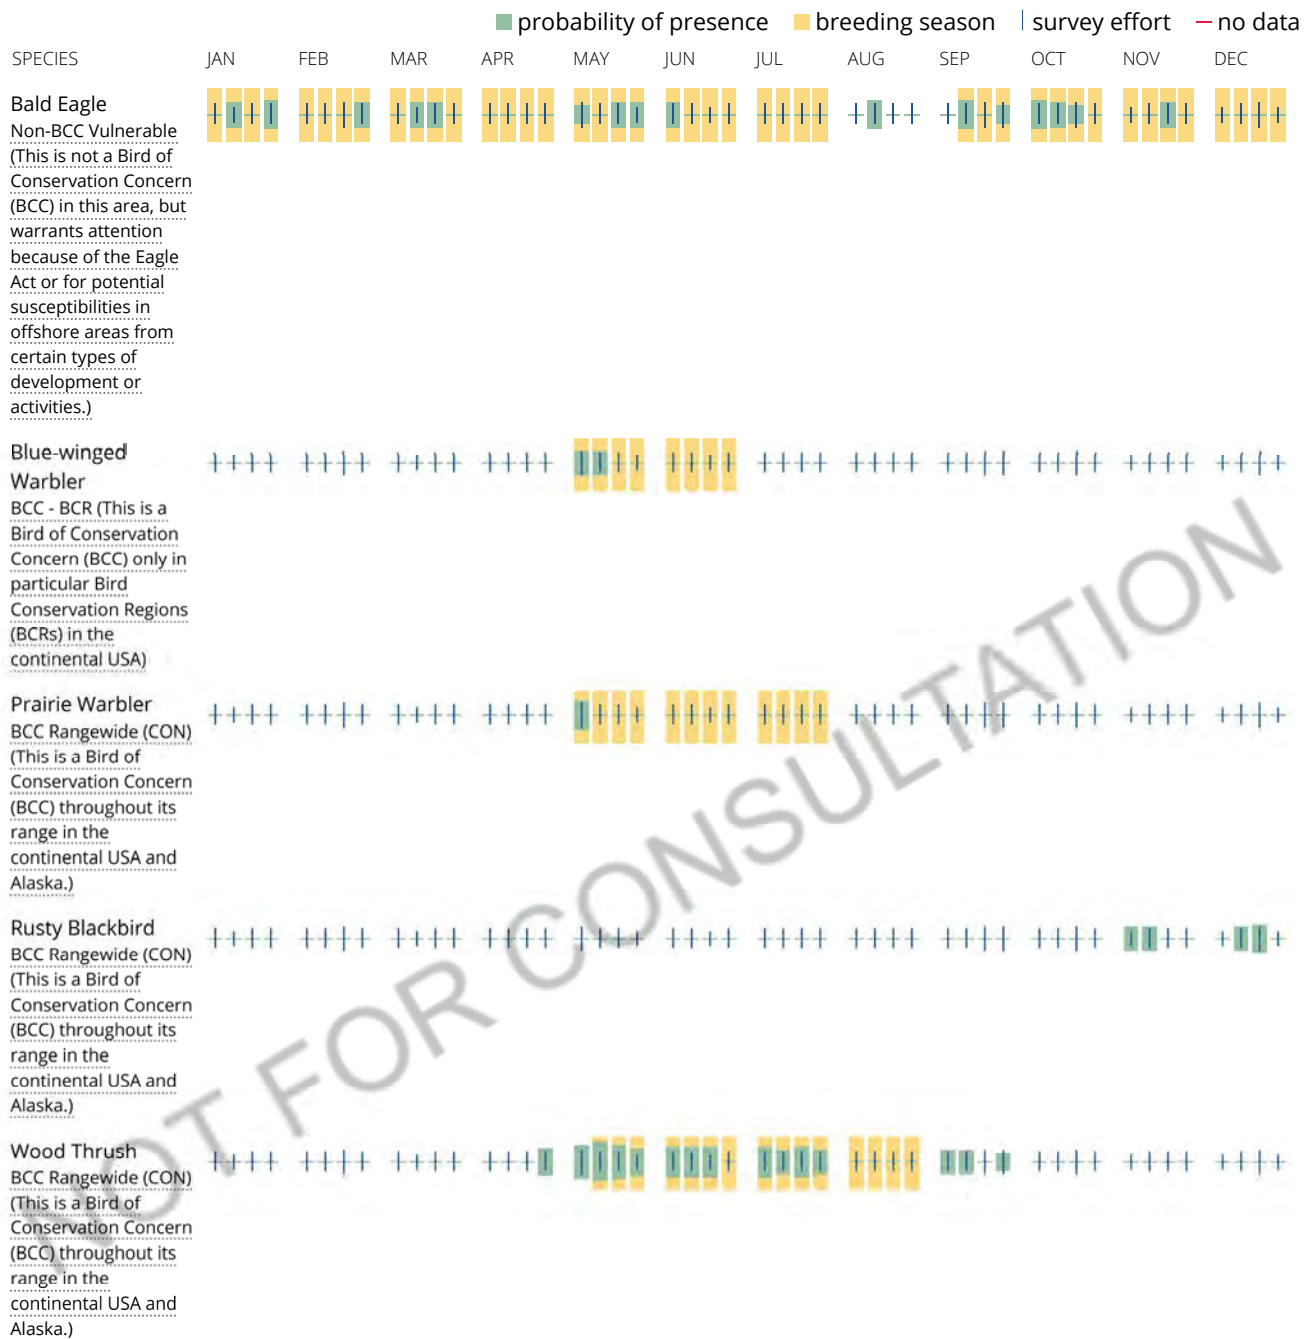 probability of presence breeding season survey effort no data
SPECIES JAN FEB MAR APR MAY JUN JUL AUG SEP OCT NOV DEC
Bald Eagle
Non-BCC Vulnerable
(This is not a Bird of
Conservation Concern
(BCC) in this area, but
warrants attention
because of the Eagle
Act or for potential
susceptibilities in
offshore areas from
certain types of
development or
activities.)
Blue-winged
Warbler
BCC - BCR (This is a
Bird of Conservation
Concern (BCC) only in
particular Bird
Conservation Regions
(BCRs) in the
continental USA)
Prairie Warbler
BCC Rangewide (CON)
(This is a Bird of
Conservation Concern
(BCC) throughout its
range in the
continental USA and
Alaska.)
Rusty Blackbird
BCC Rangewide (CON)
(This is a Bird of
Conservation Concern
(BCC) throughout its
range in the
continental USA and
Alaska.)
Wood Thrush
BCC Rangewide (CON)
(This is a Bird of
Conservation Concern
(BCC) throughout its
range in the
continental USA and
Alaska.)
NOT FOR CONSULTATION